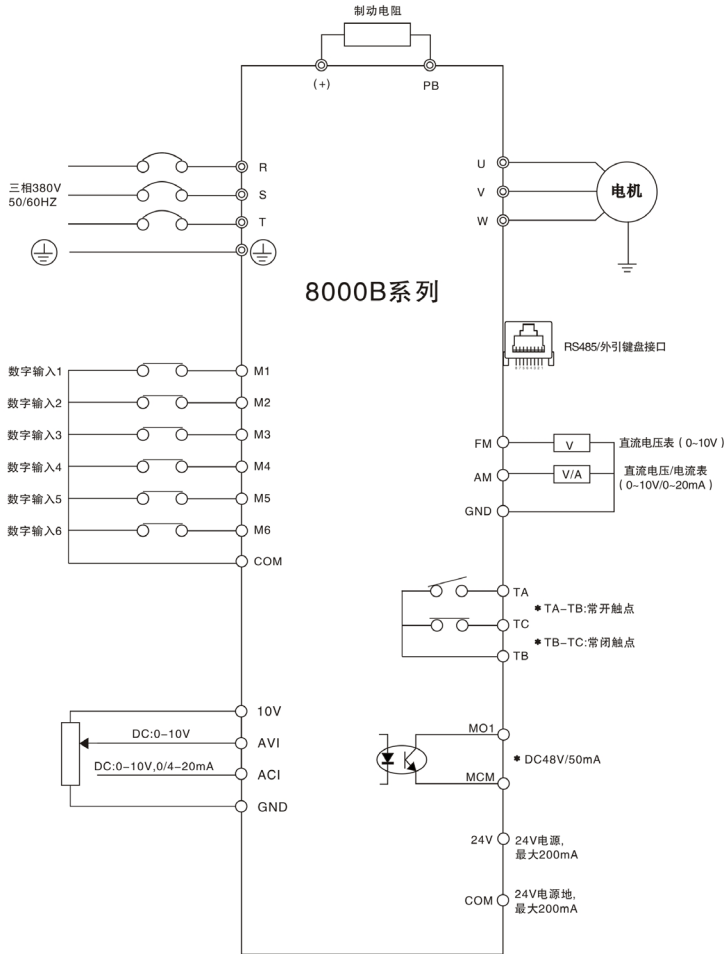 制动电阻
(+)
PB
R
三相380V
50/60HZ
S
T
U
V
W
电机
8000B系列
RS485/外引键盘接口
数字输入1
M1
数字输入2
M2
数字输入3
M3
数字输入4
M4
数字输入5
M5
数字输入6
M6
COM
FM
V
直流电压表（0~10V）
AM
V/A
直流电压/电流表
（0~10V/0~20mA）
GND
TA
* TA-TB:常开触点
TC
* TB-TC:常闭触点
TB
10V
DC:0-10V
AVI
DC:0-10V,0/4-20mA
ACI
GND
MO1
* DC48V/50mA
MCM
24V
24V电源,
最大200mA
COM
24V电源地,
最大200mA